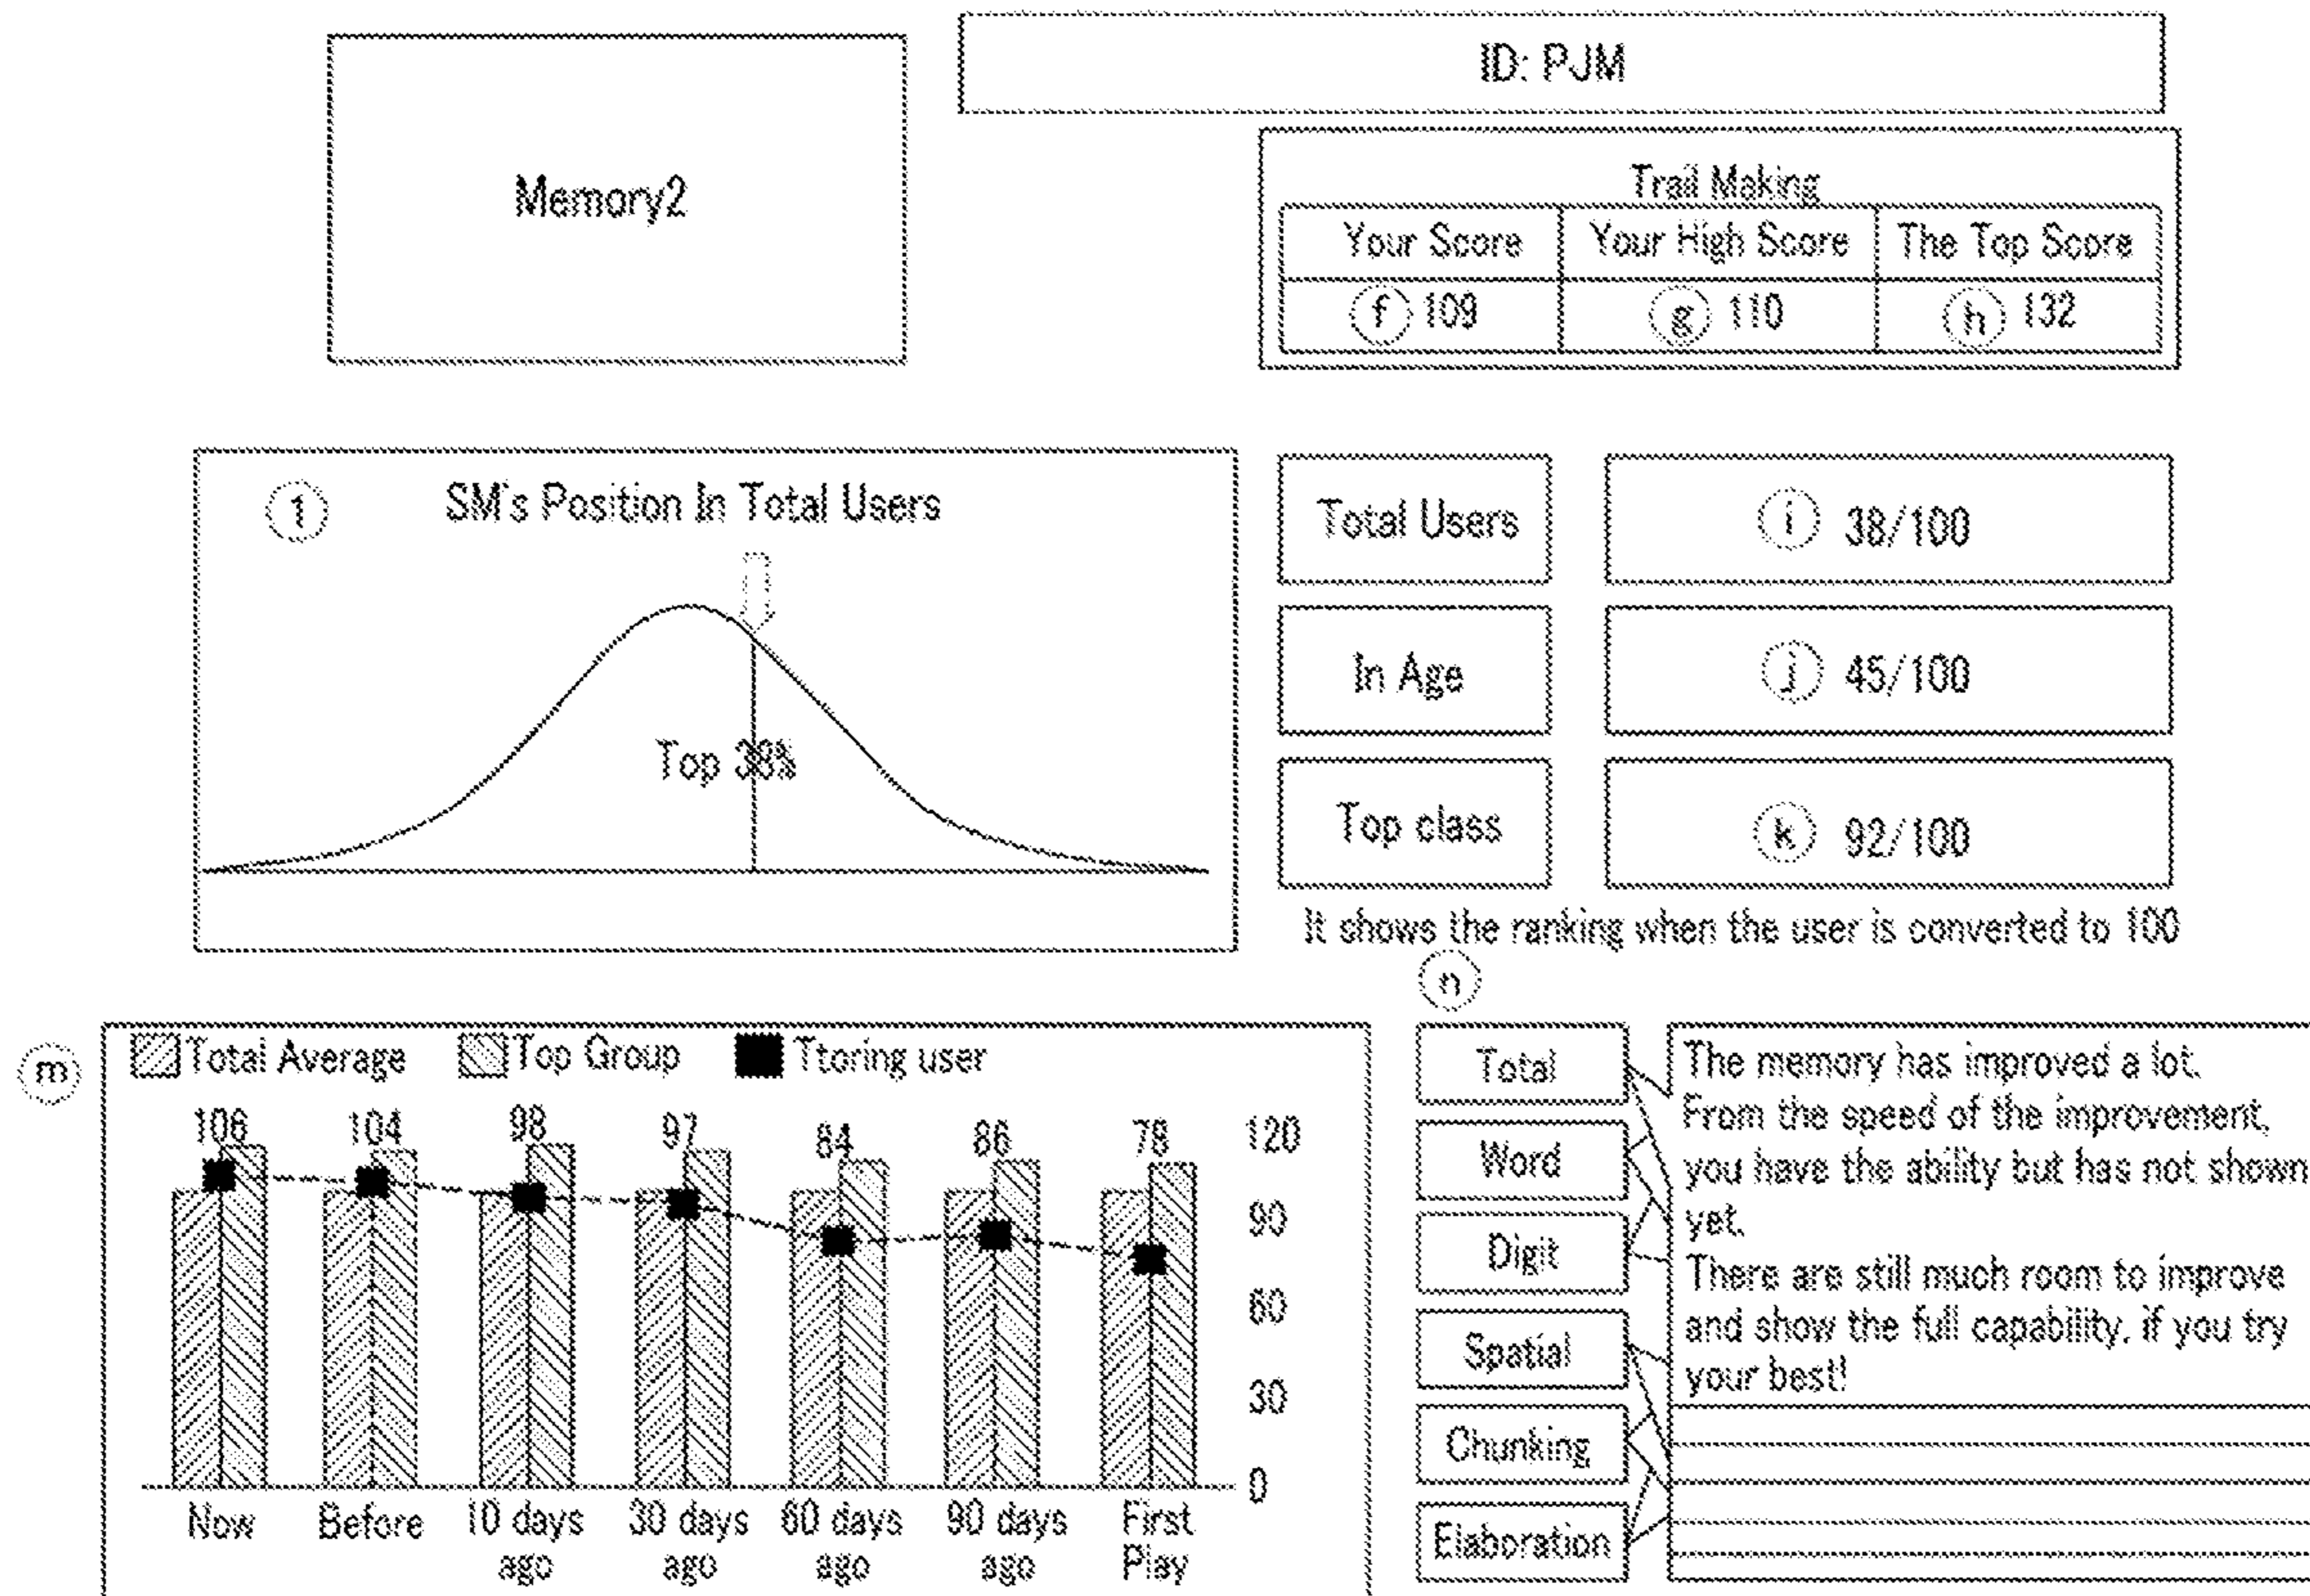 ID: PJM
Memory2
Trail Making
Your Score Your High Score The Top Score
f 109 g 110 h 132
1 SM's Position In Total Users
Top 38%
Total Users i 38/100
In Age j 45/100
Top class k 92/100
It shows the ranking when the user is converted to 100
m
Total Average Top Group Ttoring user
106 104 98 97 84 86 78
120
90
60
30
0
Now Before 10 days ago 30 days ago 60 days ago 90 days ago First Play
n
Total
Word
Digit
Spatial
Chunking
Elaboration
The memory has improved a lot.
From the speed of the improvement,
you have the ability but has not shown
yet.
There are still much room to improve
and show the full capability, if you try
your best!